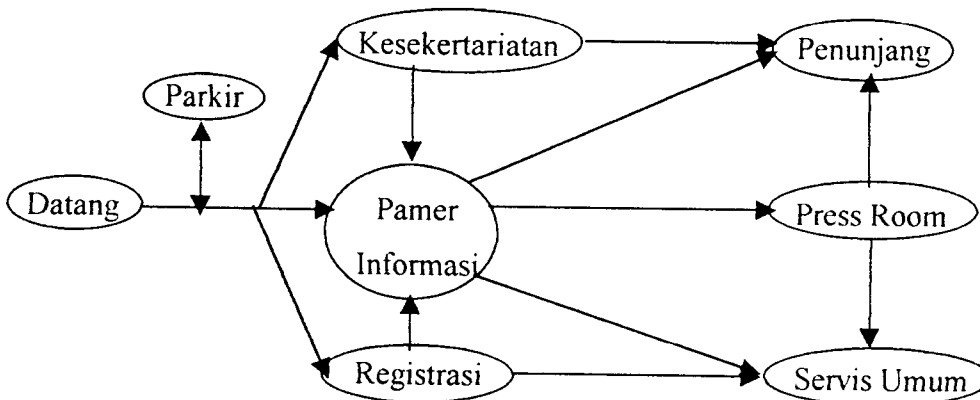 Kesekertariatan
Penunjang
Parkir
Datang
Pamer
Informasi
Press Room
Registrasi
Servis Umum